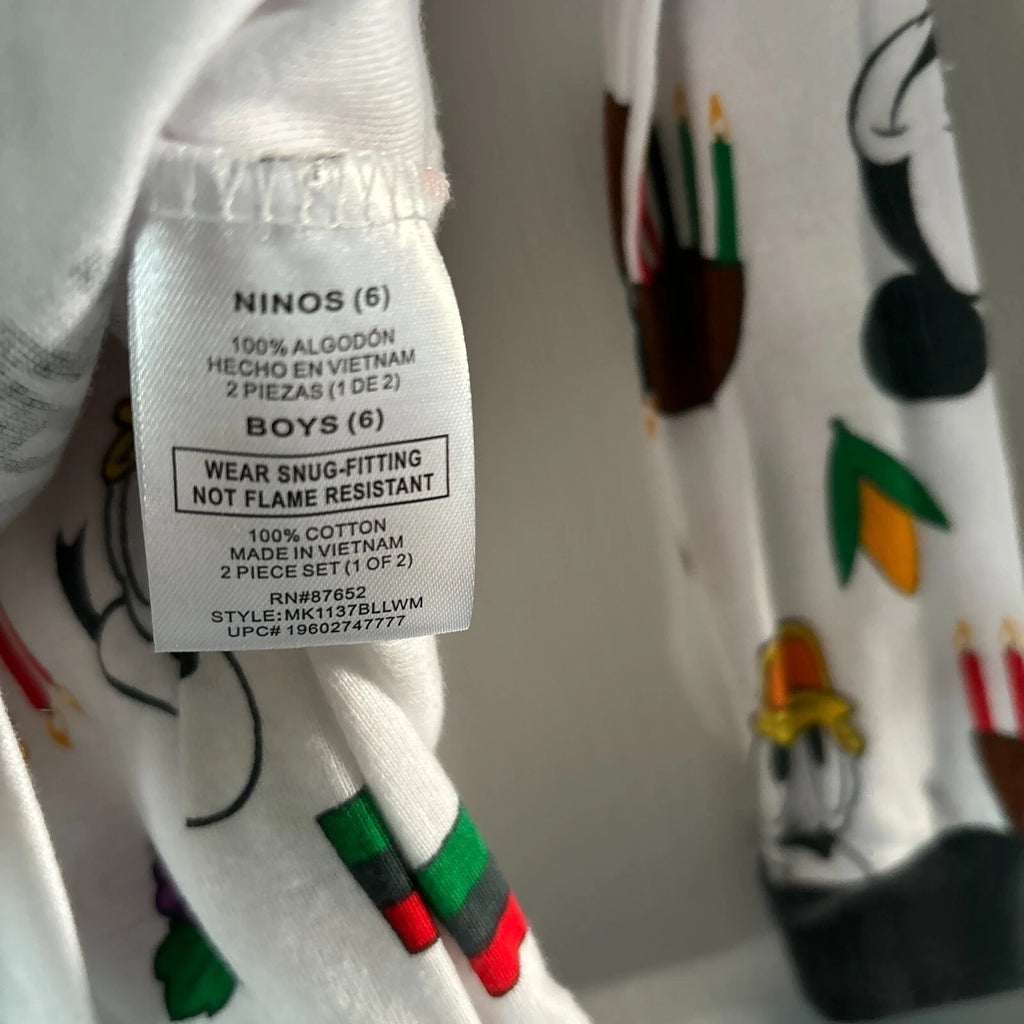 NINOS (6)
100% ALGODÓN
HECHO EN VIETNAM
2 PIEZAS (1 DE 2)
BOYS (6)
WEAR SNUG-FITTING
NOT FLAME RESISTANT
100% COTTON
MADE IN VIETNAM
2 PIECE SET (1 OF 2)
RN#87652
STYLE:MK1137BLLWM
UPC# 19602747777